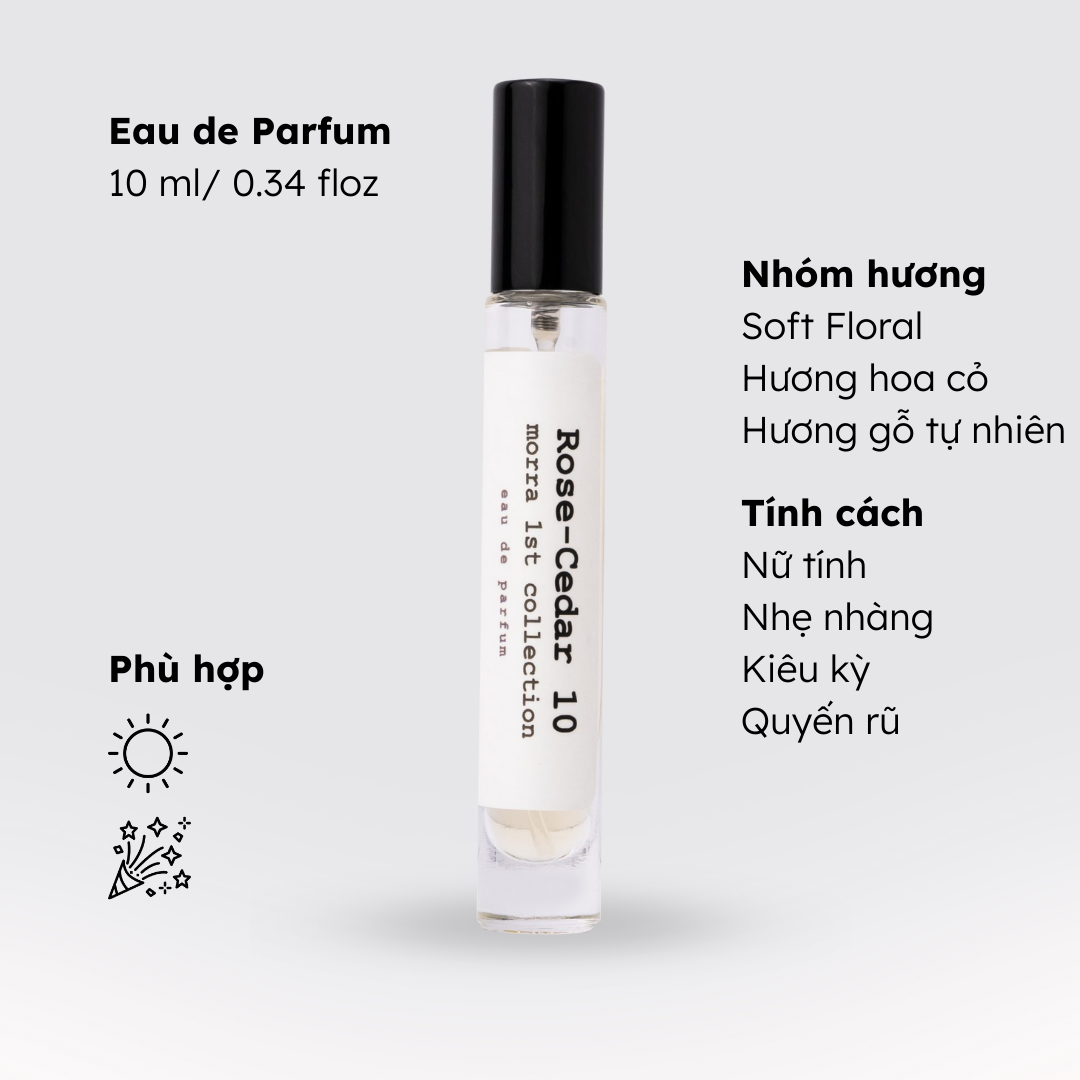 Eau de Parfum
10 ml/ 0.34 floz
Nhóm hương
Soft Floral
Hương hoa cỏ
Hương gỗ tự nhiên
Tính cách
Nữ tính
Nhẹ nhàng
Kiêu kỳ
Quyến rũ
Phù hợp
Rose-Cedar 10
morra 1st collection
eau de parfum